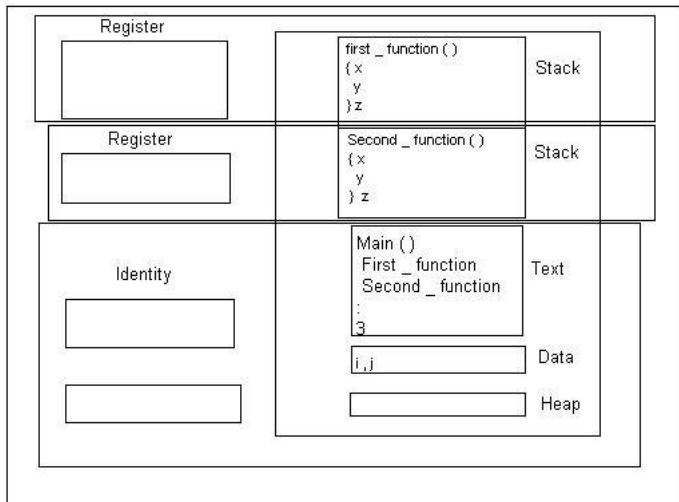 Register
first _ function ( )
{ x
y
} z
Stack
Register
Second _ function ( )
{ x
y
} z
Stack
Identity
Main ( )
First _ function
Second _ function
:
3
Text
i , j
Data
Heap